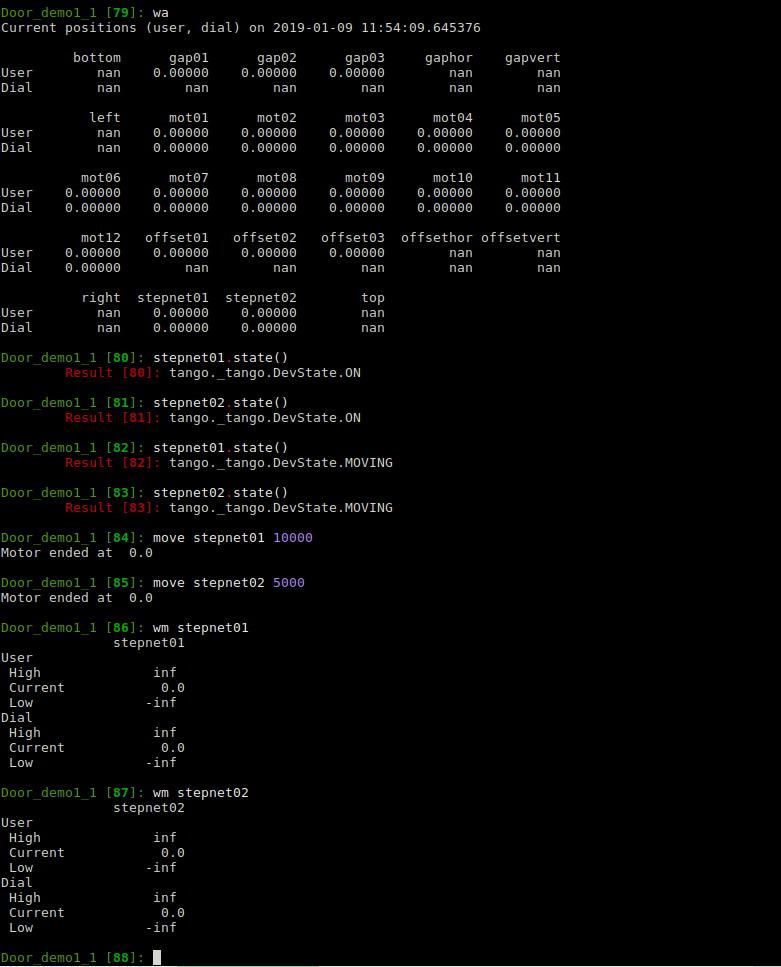 Door_demo1_1 [79]: wa
Current positions (user, dial) on 2019-01-09 11:54:09.645376
bottom gap01 gap02 gap03 gaphor gapvert
User nan 0.00000 0.00000 0.00000 nan nan
Dial nan nan nan nan nan nan
left mot01 mot02 mot03 mot04 mot05
User nan 0.00000 0.00000 0.00000 0.00000 0.00000
Dial nan 0.00000 0.00000 0.00000 0.00000 0.00000
mot06 mot07 mot08 mot09 mot10 mot11
User 0.00000 0.00000 0.00000 0.00000 0.00000 0.00000
Dial 0.00000 0.00000 0.00000 0.00000 0.00000 0.00000
mot12 offset01 offset02 offset03 offsethor offsetvert
User 0.00000 0.00000 0.00000 0.00000 nan nan
Dial 0.00000 nan nan nan nan nan
right stepnet01 stepnet02 top
User nan 0.00000 0.00000 nan
Dial nan 0.00000 0.00000 nan
Door_demo1_1 [80]: stepnet01.state()
Result [80]: tango._tango.DevState.ON
Door_demo1_1 [81]: stepnet02.state()
Result [81]: tango._tango.DevState.ON
Door_demo1_1 [82]: stepnet01.state()
Result [82]: tango._tango.DevState.MOVING
Door_demo1_1 [83]: stepnet02.state()
Result [83]: tango._tango.DevState.MOVING
Door_demo1_1 [84]: move stepnet01 10000
Motor ended at 0.0
Door_demo1_1 [85]: move stepnet02 5000
Motor ended at 0.0
Door_demo1_1 [86]: wm stepnet01
stepnet01
User
High inf
Current 0.0
Low -inf
Dial
High inf
Current 0.0
Low -inf
Door_demo1_1 [87]: wm stepnet02
stepnet02
User
High inf
Current 0.0
Low -inf
Dial
High inf
Current 0.0
Low -inf
Door_demo1_1 [88]: